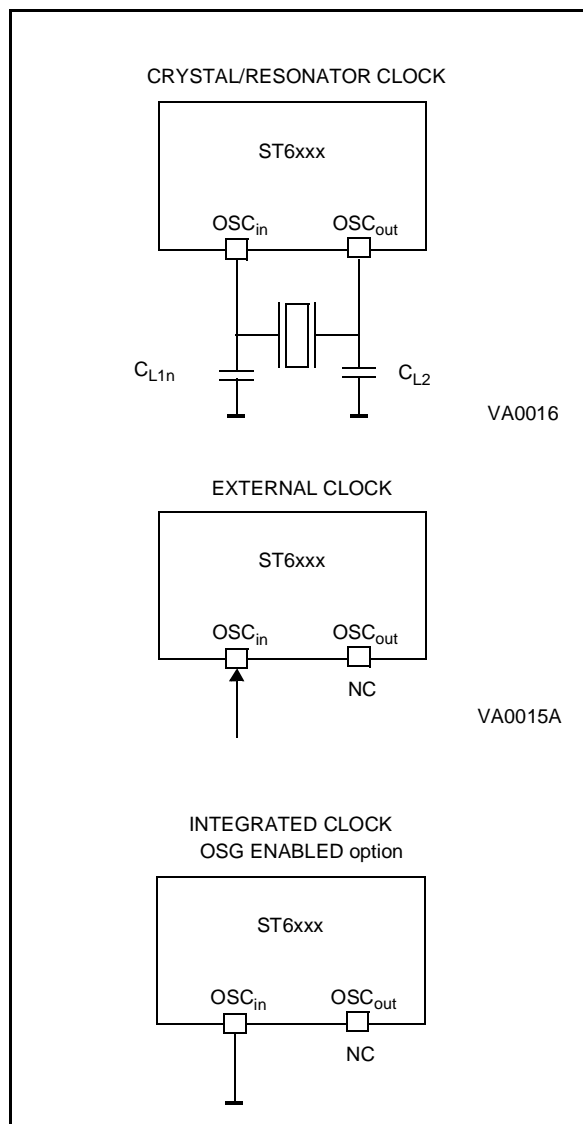 CRYSTAL/RESONATOR CLOCK
ST6xxx
OSCin OSCout
CL1n CL2
VA0016
EXTERNAL CLOCK
ST6xxx
OSCin OSCout
NC
VA0015A
INTEGRATED CLOCK
OSG ENABLED option
ST6xxx
OSCin OSCout
NC